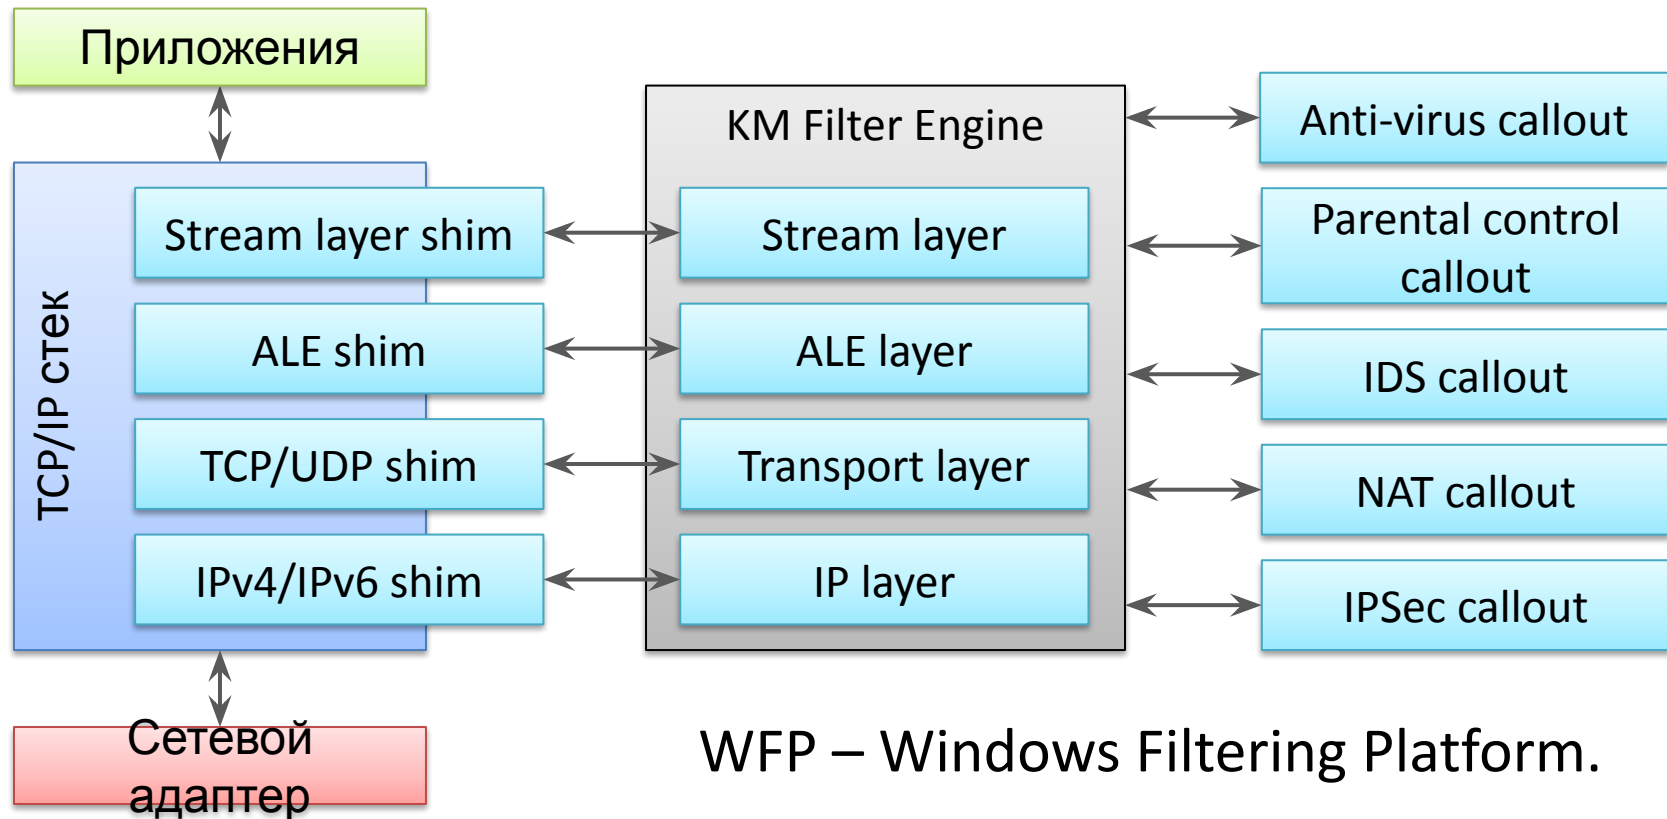 Приложения
TCP/IP стек
Stream layer shim
ALE shim
TCP/UDP shim
IPv4/IPv6 shim
Сетевой
адаптер
KM Filter Engine
Stream layer
ALE layer
Transport layer
IP layer
Anti-virus callout
Parental control
callout
IDS callout
NAT callout
IPSec callout
WFP – Windows Filtering Platform.